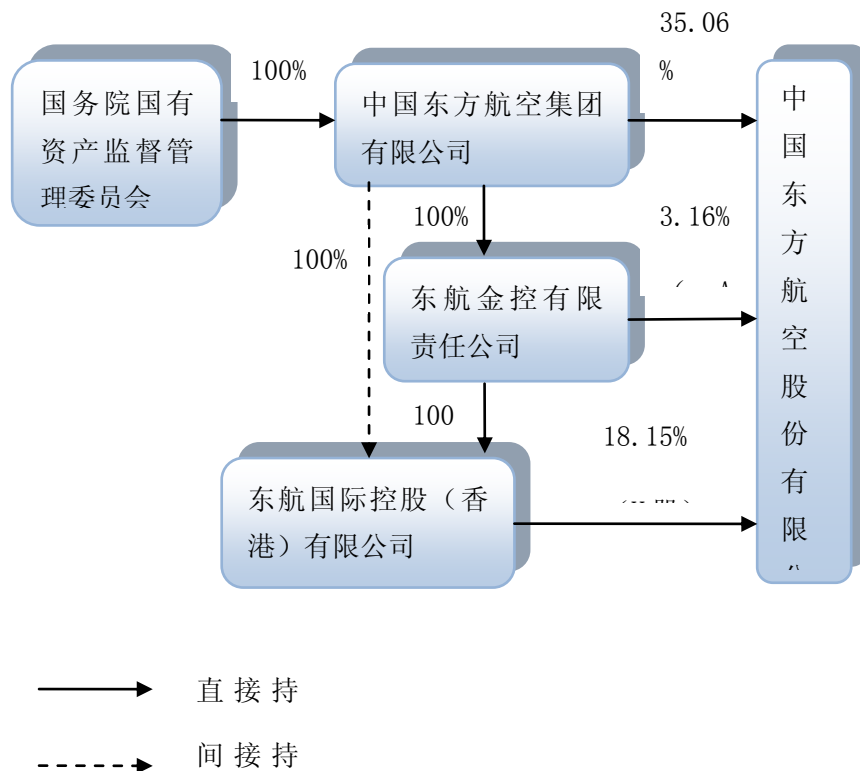 35.06
%
100%
国务院国有
资产监督管
理委员会
中国东方航空集团
有限公司
100%
3.16%
100%
东航金控有限
责任公司
100
18.15%
东航国际控股（香
港）有限公司
中
国
东
方
航
空
股
份
有
限
直接持
间接持